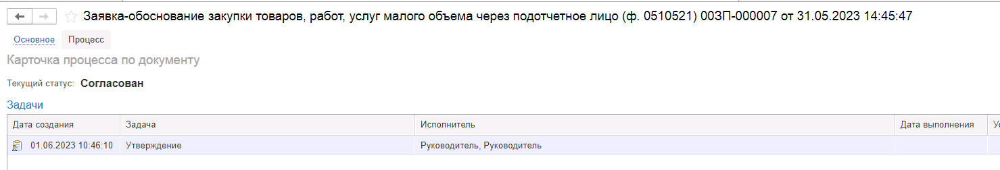 Заявка-обоснование закупки товаров, работ, услуг малого объема через подотчетное лицо (ф. 0510521) 00ЗП-000007 от 31.05.2023 14:45:47
Основное Процесс
Карточка процесса по документу
Текущий статус: Согласован
Задачи
Дата создания Задача Исполнитель Дата выполнения
01.06.2023 10:46:10 Утверждение Руководитель, Руководитель